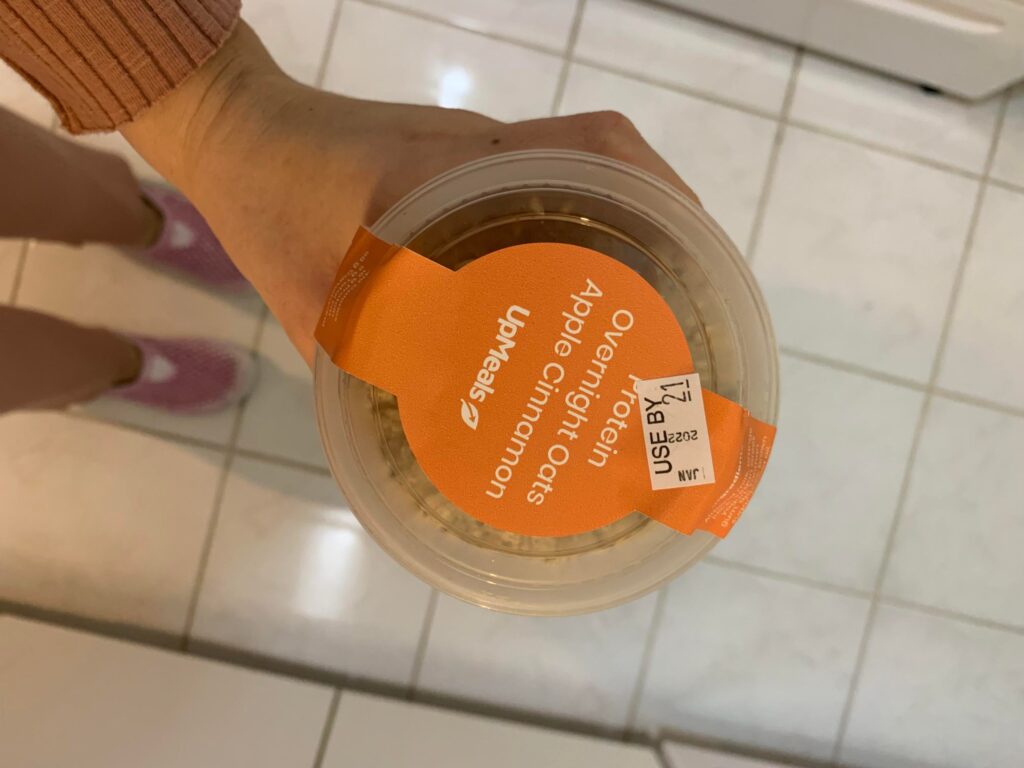 Protein
Overnight Oats
Apple Cinnamon
UpMeals
USE BY
JAN
21
2022